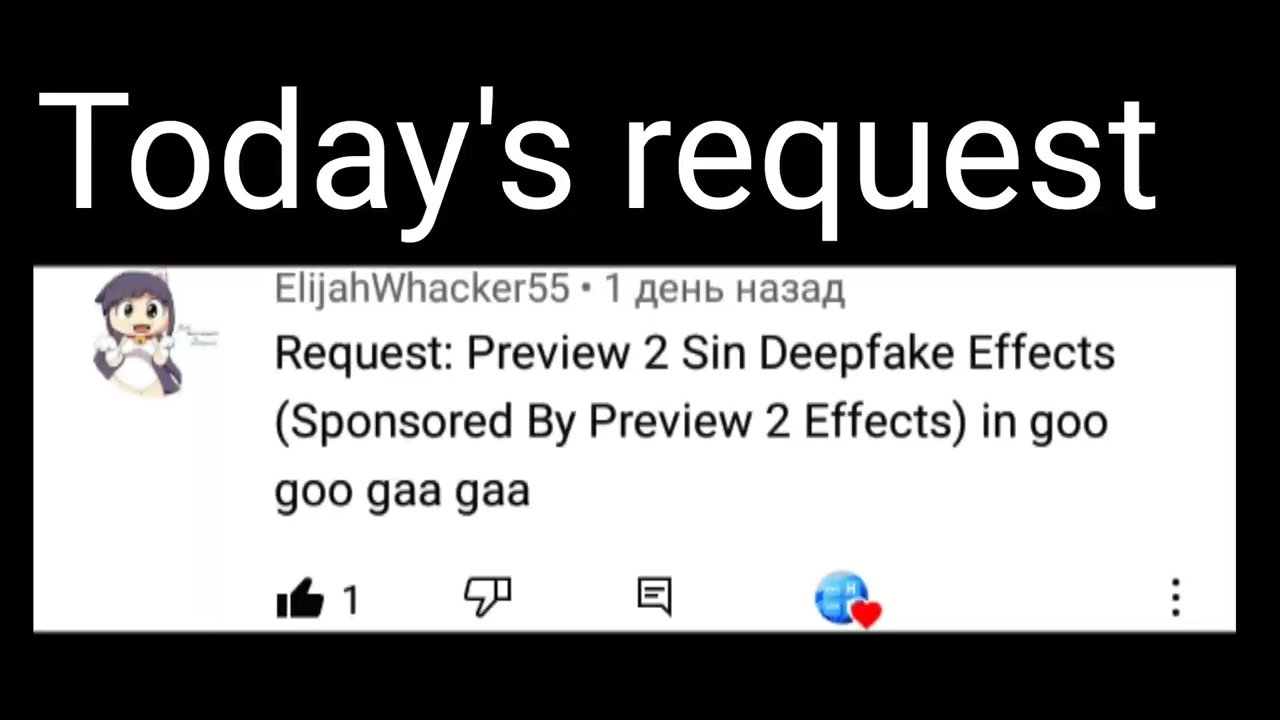 Today's request
ElijahWhacker55 • 1 день назад
Request: Preview 2 Sin Deepfake Effects
(Sponsored By Preview 2 Effects) in goo
goo gaa gaa
1
H